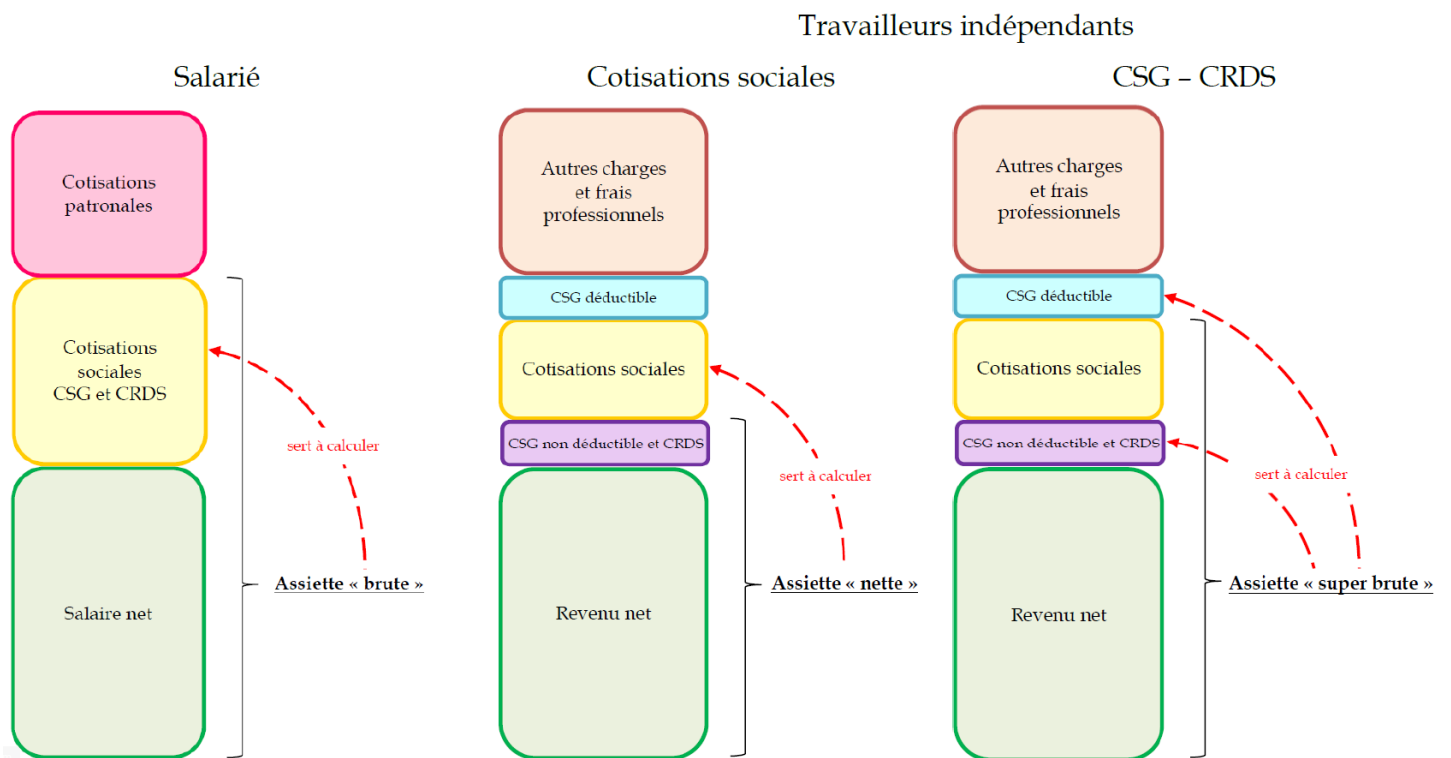 Travailleurs indépendants
Salarié
Cotisations sociales
CSG – CRDS
Cotisations
patronales
Cotisations
sociales
CSG et CRDS
Salaire net
sert à calculer
Assiette « brute »
Autres charges
et frais
professionnels
CSG déductible
Cotisations sociales
CSG non déductible et CRDS
Revenu net
sert à calculer
Assiette « nette »
Autres charges
et frais
professionnels
CSG déductible
Cotisations sociales
CSG non déductible et CRDS
Revenu net
sert à calculer
Assiette « super brute »